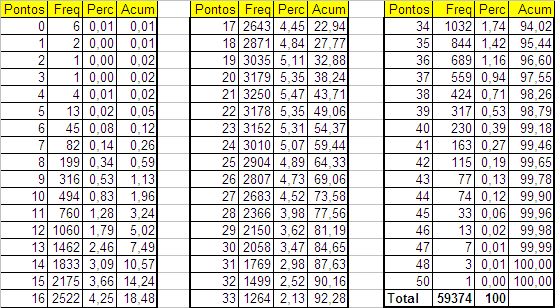 Pontos Freq Perc Acum
0 6 0,01 0,01
1 2 0,00 0,01
2 1 0,00 0,02
3 1 0,00 0,02
4 4 0,01 0,02
5 13 0,02 0,05
6 45 0,08 0,12
7 82 0,14 0,26
8 199 0,34 0,59
9 316 0,53 1,13
10 494 0,83 1,96
11 760 1,28 3,24
12 1060 1,79 5,02
13 1462 2,46 7,49
14 1833 3,09 10,57
15 2175 3,66 14,24
16 2522 4,25 18,48
Pontos Freq Perc Acum
17 2643 4,45 22,94
18 2871 4,84 27,77
19 3035 5,11 32,88
20 3179 5,35 38,24
21 3250 5,47 43,71
22 3178 5,35 49,06
23 3152 5,31 54,37
24 3010 5,07 59,44
25 2904 4,89 64,33
26 2807 4,73 69,06
27 2683 4,52 73,58
28 2366 3,98 77,56
29 2150 3,62 81,19
30 2058 3,47 84,65
31 1769 2,98 87,63
32 1499 2,52 90,16
33 1264 2,13 92,28
Pontos Freq Perc Acum
34 1032 1,74 94,02
35 844 1,42 95,44
36 689 1,16 96,60
37 559 0,94 97,55
38 424 0,71 98,26
39 317 0,53 98,79
40 230 0,39 99,18
41 163 0,27 99,46
42 115 0,19 99,65
43 77 0,13 99,78
44 74 0,12 99,90
45 33 0,06 99,96
46 13 0,02 99,98
47 7 0,01 99,99
48 3 0,01 100,00
50 1 0,00 100,00
Total 59374 100